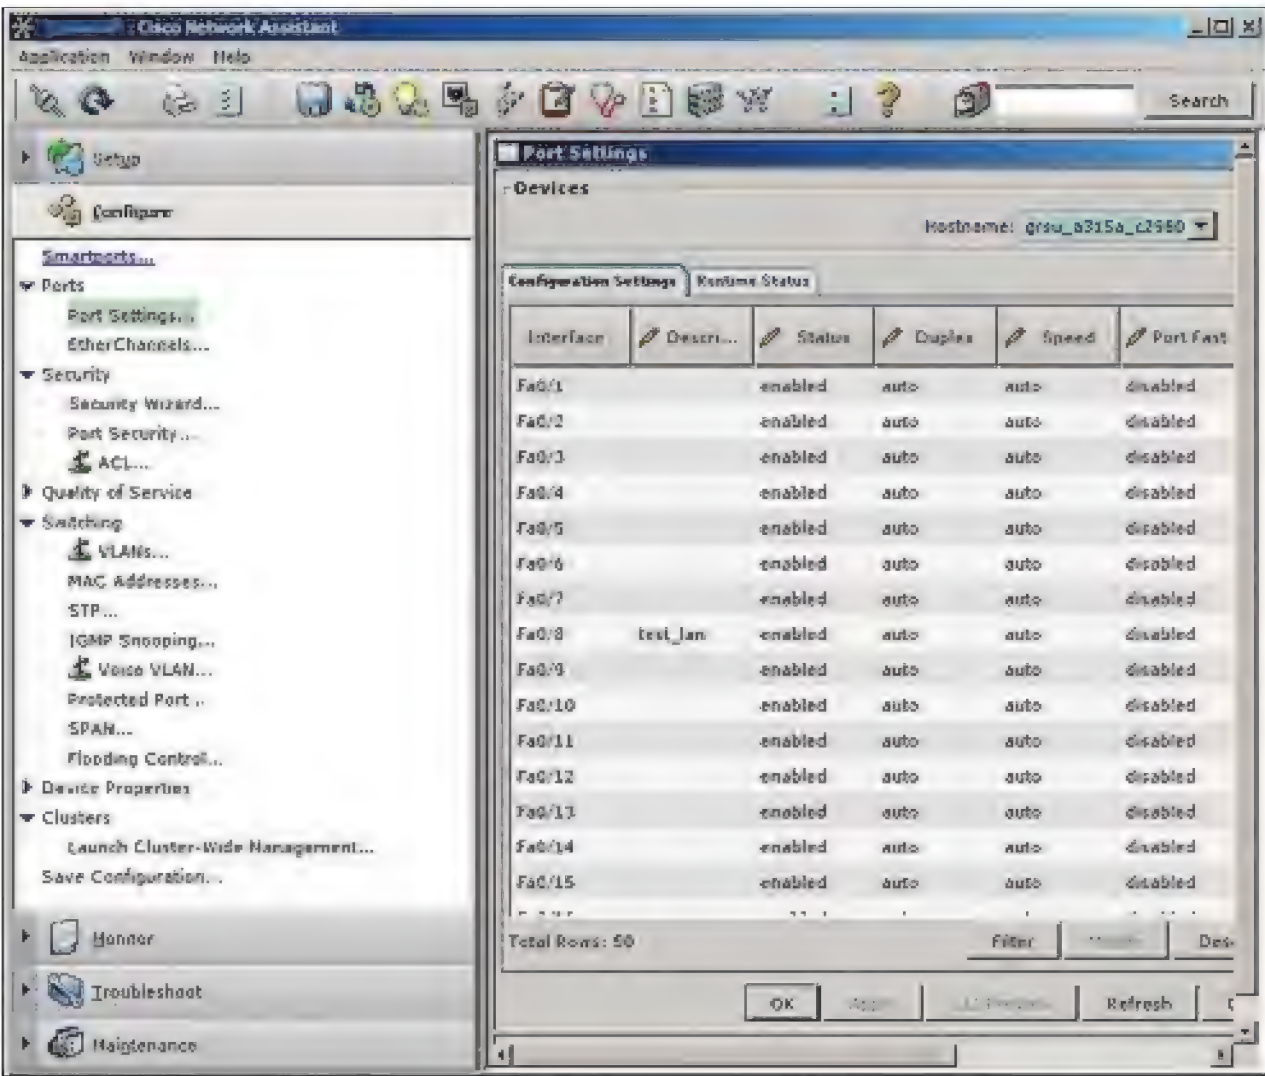 : Cisco Network Assistant
Application Window Help
Search
Setup
Configure
Smartports...
Ports
Port Settings...
EtherChannels...
Security
Security Wizard...
Port Security...
ACL...
Quality of Service
Switching
VLANs...
MAC Addresses...
STP...
IGMP Snooping...
Voice VLAN...
Protected Port...
SPAN...
Flooding Control...
Device Properties
Clusters
Launch Cluster-Wide Management...
Save Configuration...
Monitor
Troubleshoot
Maintenance
Port Settings
Devices
Hostname: grsu_a315a_c2960
Configuration Settings Runtime Status
Interface Descri... Status Duplex Speed Port Fast
Fa0/1 enabled auto auto disabled
Fa0/2 enabled auto auto disabled
Fa0/3 enabled auto auto disabled
Fa0/4 enabled auto auto disabled
Fa0/5 enabled auto auto disabled
Fa0/6 enabled auto auto disabled
Fa0/7 enabled auto auto disabled
Fa0/8 test_lan enabled auto auto disabled
Fa0/9 enabled auto auto disabled
Fa0/10 enabled auto auto disabled
Fa0/11 enabled auto auto disabled
Fa0/12 enabled auto auto disabled
Fa0/13 enabled auto auto disabled
Fa0/14 enabled auto auto disabled
Fa0/15 enabled auto auto disabled
Total Rows: 50
Filter Des
OK Refresh